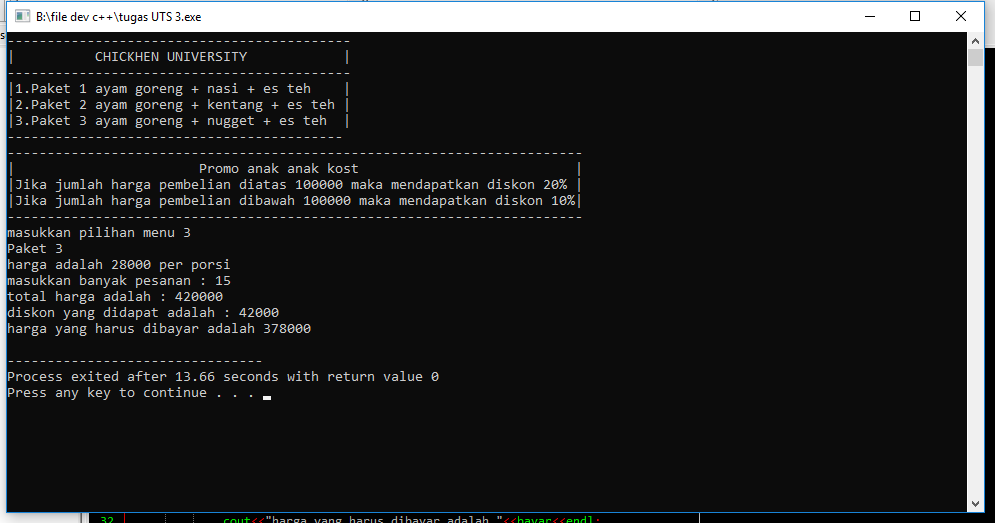 B:\file dev c++\tugas UTS 3.exe
-------------------------------------------
|          CHICKHEN UNIVERSITY            |
-------------------------------------------
|1.Paket 1 ayam goreng + nasi + es teh    |
|2.Paket 2 ayam goreng + kentang + es teh |
|3.Paket 3 ayam goreng + nugget + es teh  |
------------------------------------------
------------------------------------------------------------------------
|                       Promo anak anak kost                           |
|Jika jumlah harga pembelian diatas 100000 maka mendapatkan diskon 20% |
|Jika jumlah harga pembelian dibawah 100000 maka mendapatkan diskon 10%|
------------------------------------------------------------------------
masukkan pilihan menu 3
Paket 3
harga adalah 28000 per porsi
masukkan banyak pesanan : 15
total harga adalah : 420000
diskon yang didapat adalah : 42000
harga yang harus dibayar adalah 378000
--------------------------------
Process exited after 13.66 seconds with return value 0
Press any key to continue . . .
32 cout<<"harga yang harus dibayar adalah "<<bayar<<endl;